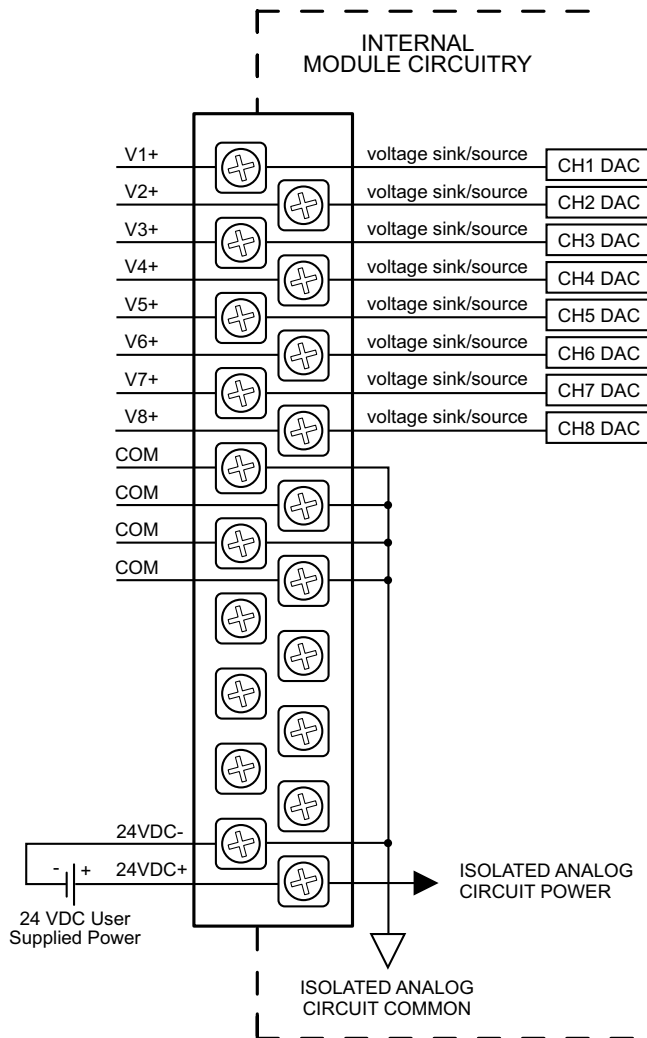 INTERNAL
MODULE CIRCUITRY
V1+ voltage sink/source CH1 DAC
V2+ voltage sink/source CH2 DAC
V3+ voltage sink/source CH3 DAC
V4+ voltage sink/source CH4 DAC
V5+ voltage sink/source CH5 DAC
V6+ voltage sink/source CH6 DAC
V7+ voltage sink/source CH7 DAC
V8+ voltage sink/source CH8 DAC
COM
COM
COM
COM
24VDC-
- + 24VDC+
24 VDC User
Supplied Power
ISOLATED ANALOG
CIRCUIT POWER
ISOLATED ANALOG
CIRCUIT COMMON